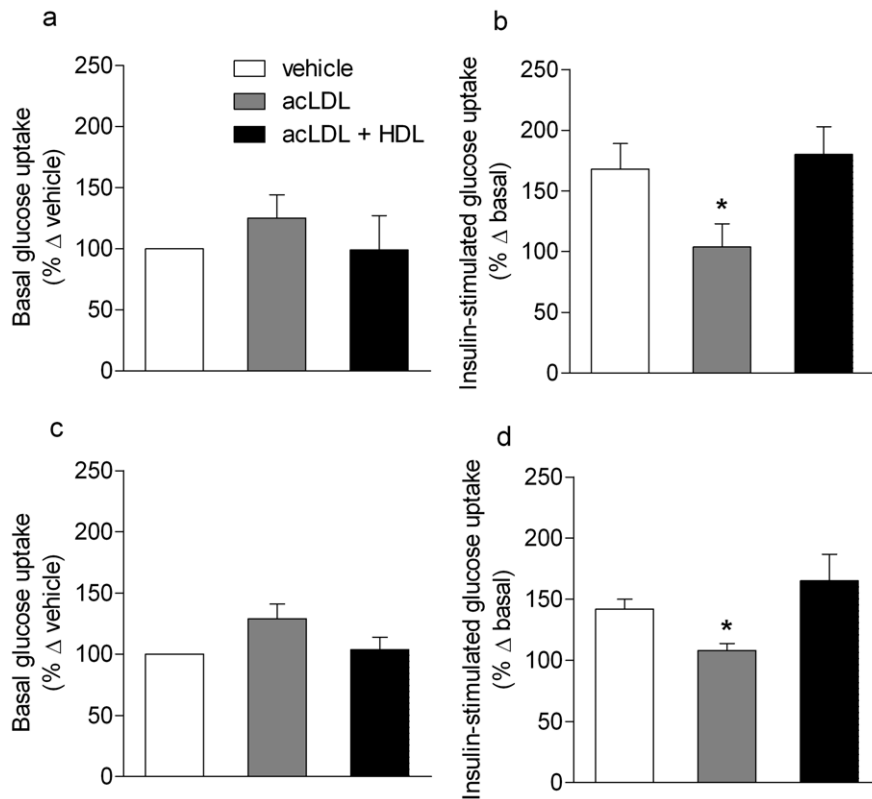 a
Basal glucose uptake
(% Δ vehicle)
250
200
150
100
50
0
vehicle
acLDL
acLDL + HDL
b
Insulin-stimulated glucose uptake
(% Δ basal)
250
200
150
100
50
0
*
c
Basal glucose uptake
(% Δ vehicle)
250
200
150
100
50
0
d
Insulin-stimulated glucose uptake
(% Δ basal)
250
200
150
100
50
0
*